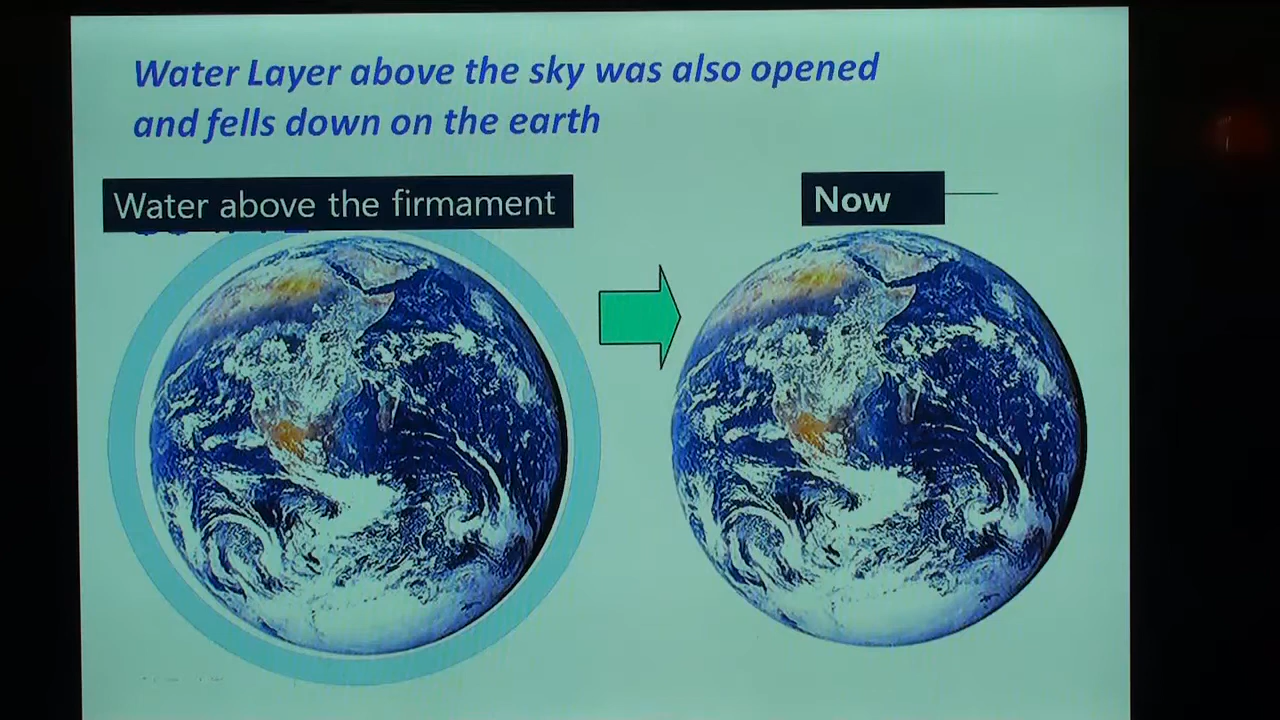 Water Layer above the sky was also opened
and fells down on the earth
Water above the firmament
Now